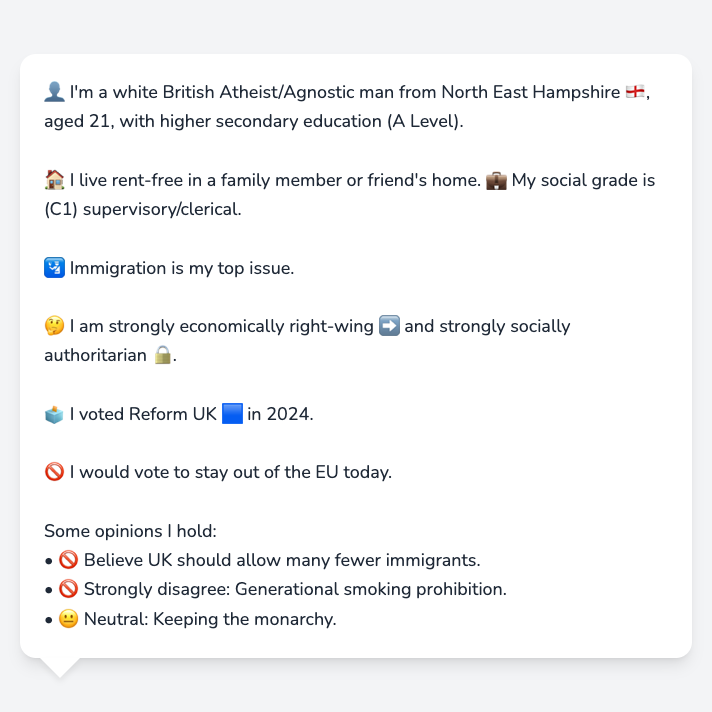 👤 I'm a white British Atheist/Agnostic man from North East Hampshire 🏴󠁧󠁢󠁥󠁮󠁧󠁿,
aged 21, with higher secondary education (A Level).
🏠 I live rent-free in a family member or friend's home. 💼 My social grade is
(C1) supervisory/clerical.
🛂 Immigration is my top issue.
🤔 I am strongly economically right-wing ➡️ and strongly socially
authoritarian 🔒.
🗳️ I voted Reform UK 🟦 in 2024.
🚫 I would vote to stay out of the EU today.
Some opinions I hold:
• 🚫 Believe UK should allow many fewer immigrants.
• 🚫 Strongly disagree: Generational smoking prohibition.
• 😐 Neutral: Keeping the monarchy.